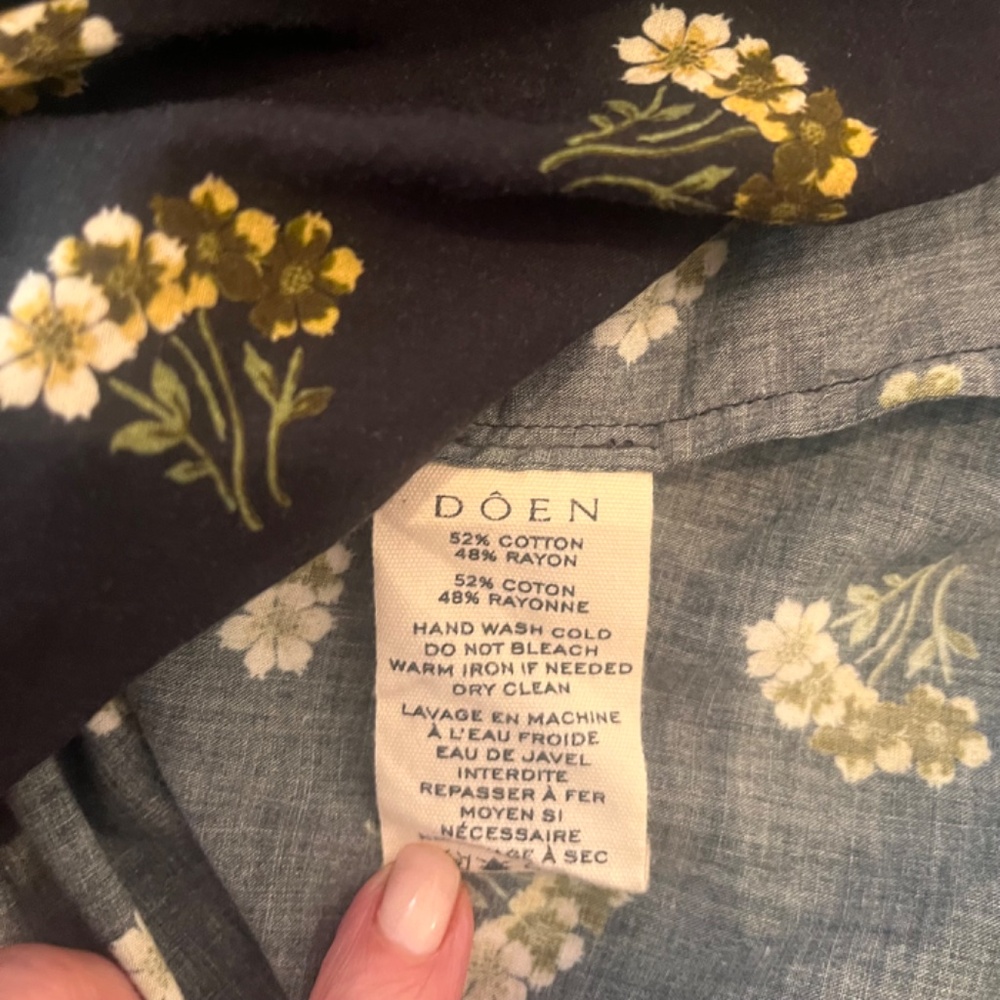 DÔEN
52% COTTON
48% RAYON
52% COTON
48% RAYONNE
HAND WASH COLD
DO NOT BLEACH
WARM IRON IF NEEDED
DRY CLEAN
LAVAGE EN MACHINE
À L'EAU FROIDE
EAU DE JAVEL
INTERDITE
REPASSER À FER
MOYEN SI
NÉCESSAIRE
À SEC